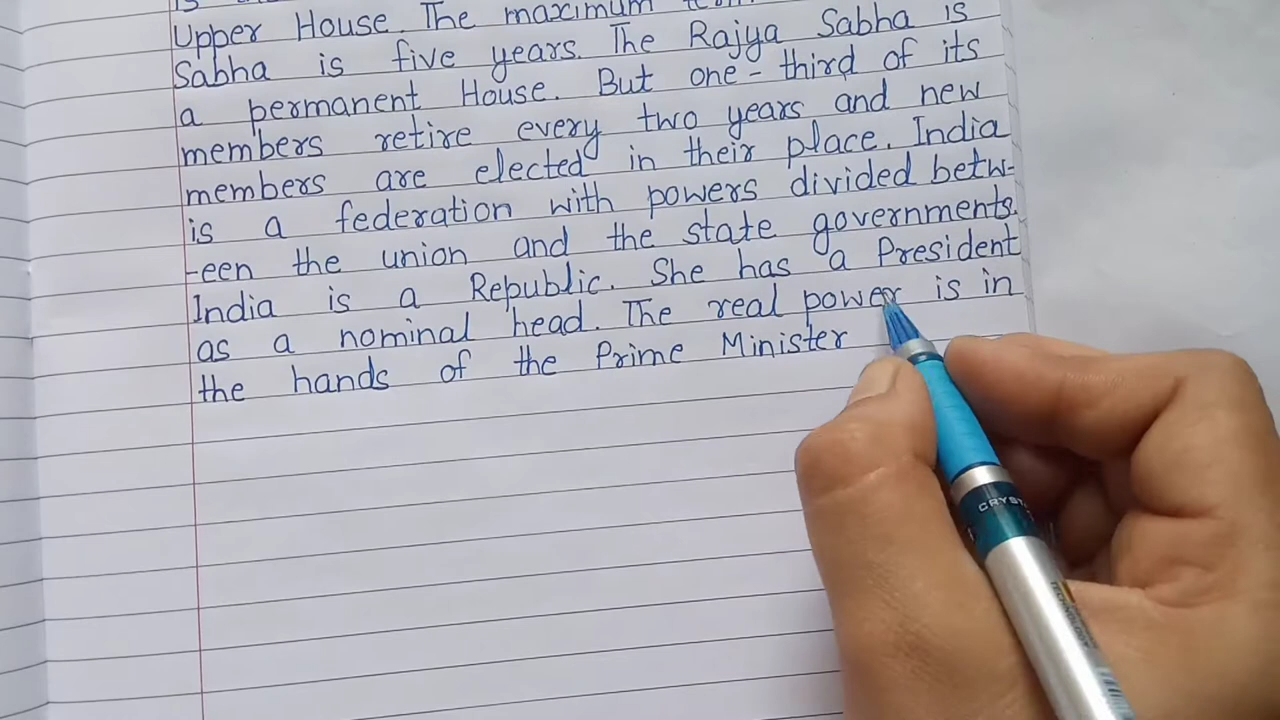 Upper House. The maximum
Sabha is five years. The Rajya Sabha is
a permanent House. But one-third of its
members retire every two years and new
members are elected in their place. India
is a federation with powers divided betw-
-een the union and the state governments.
India is a Republic. She has a President
as a nominal head. The real power is in
the hands of the Prime Minister